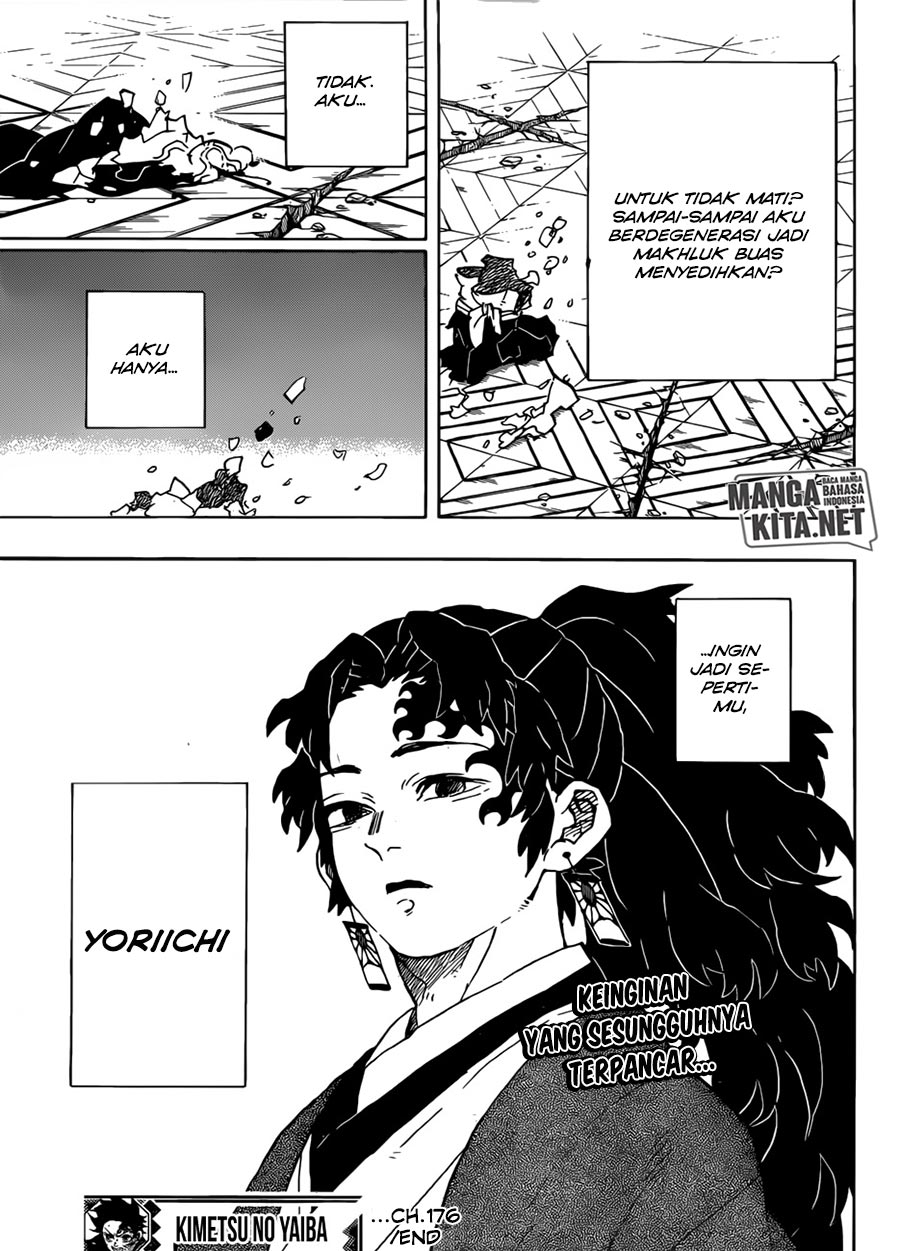 UNTUK TIDAK MATI?
SAMPAI-SAMPAI AKU
BERDEGENERASI JADI
MAKHLUK BUAS
MENYEDIHKAN?
TIDAK.
AKU...
AKU
HANYA...
MANGA
KITA.NET
BACA MANGA
BAHASA
INDONESIA
...INGIN
JADI SE-
PERTI-
MU,
YORIICHI
KEINGINAN
YANG SESUNGGUHNYA
TERPANCAR...
KIMETSU NO YAIBA
...CH.176
/END